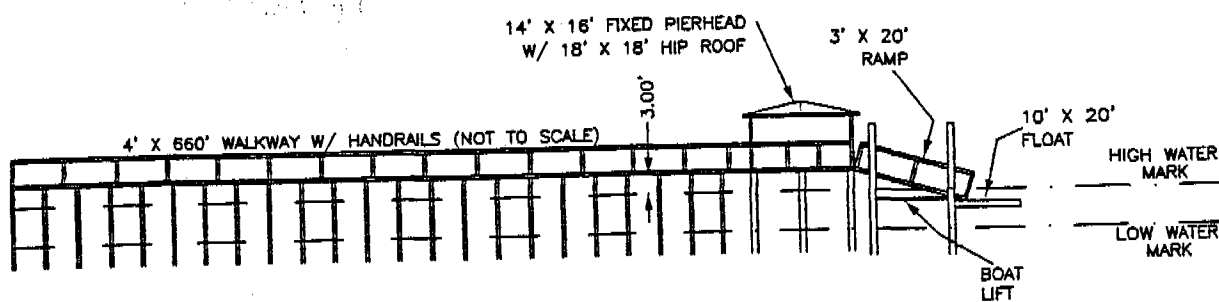 14' X 16' FIXED PIERHEAD
W/ 18' X 18' HIP ROOF
3' X 20'
RAMP
3.00'
10' X 20'
FLOAT
4' X 660' WALKWAY W/ HANDRAILS (NOT TO SCALE)
HIGH WATER
MARK
LOW WATER
MARK
BOAT
LIFT